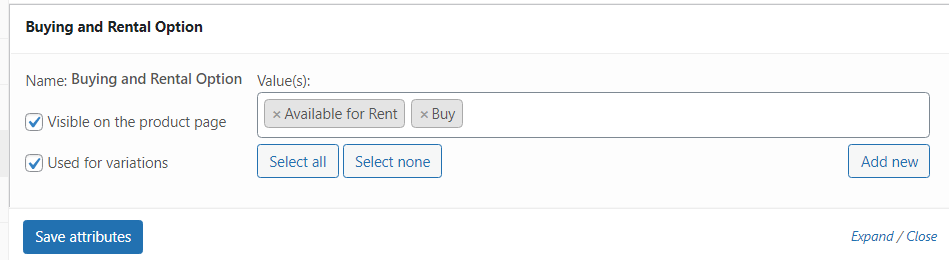 Buying and Rental Option
Name: Buying and Rental Option
Value(s):
Visible on the product page
× Available for Rent × Buy
Used for variations
Select all Select none Add new
Save attributes
Expand / Close